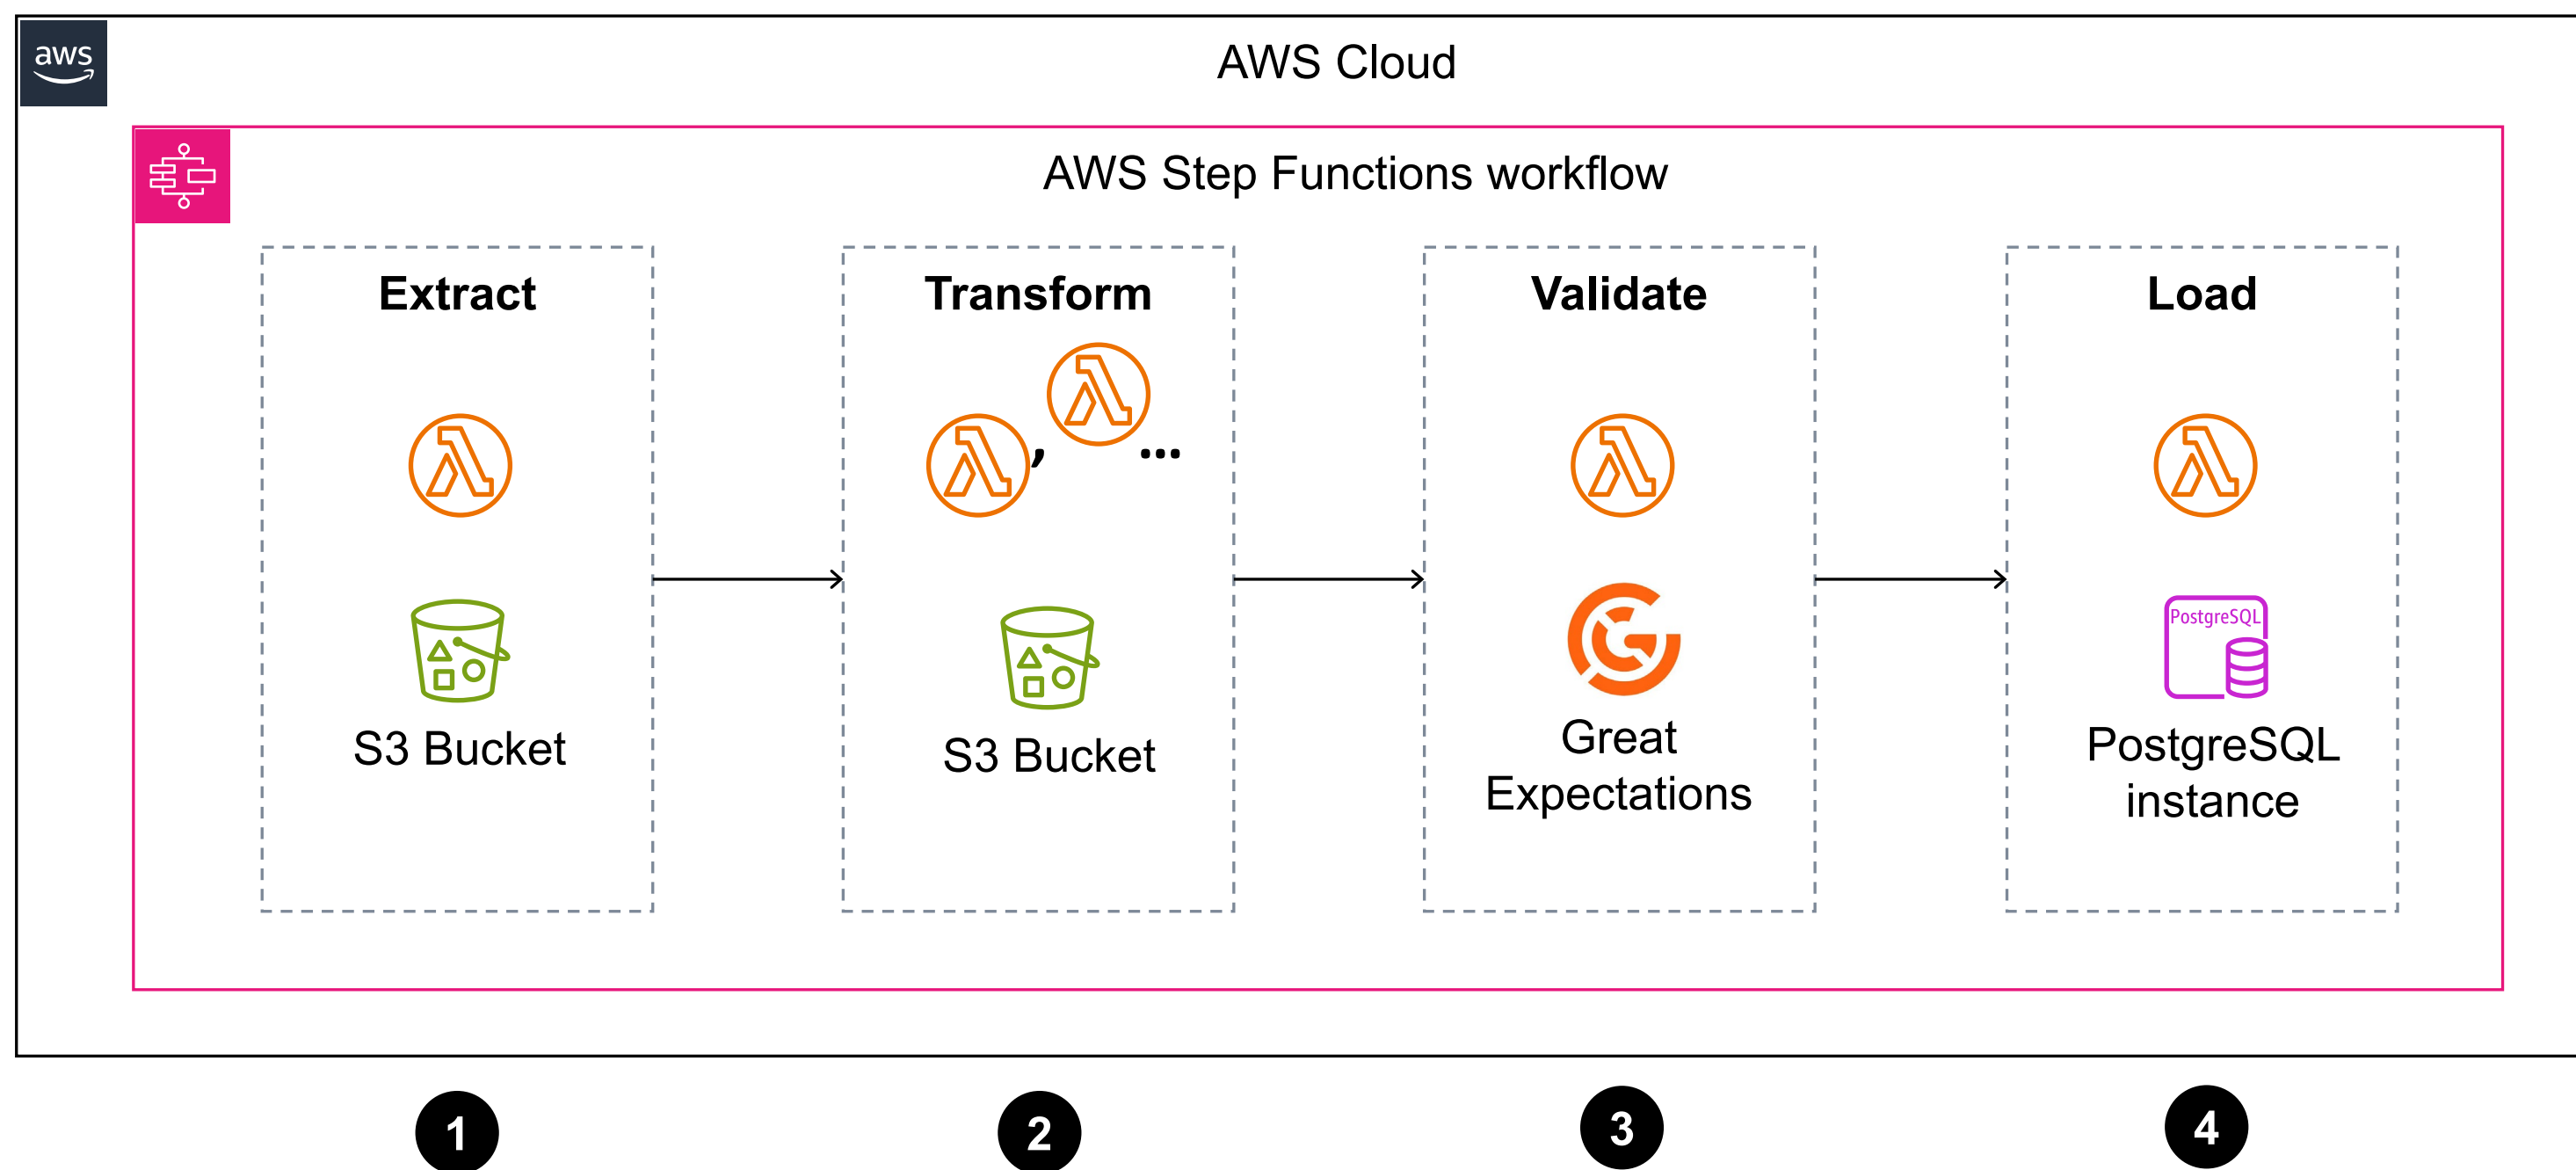 aws
AWS Cloud
AWS Step Functions workflow
Extract
Transform
Validate
Load
, ...
PostgreSQL
S3 Bucket
S3 Bucket
Great
Expectations
PostgreSQL
instance
1
2
3
4